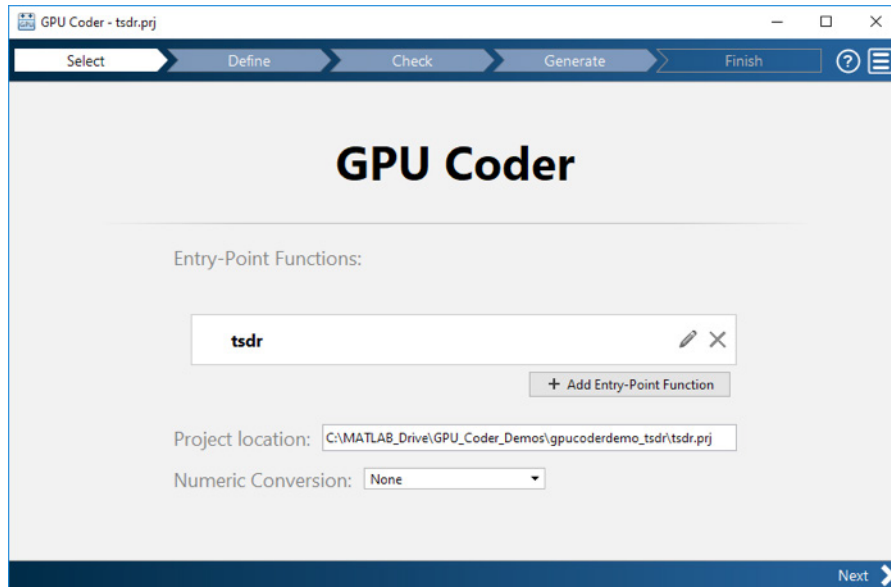 GPU Coder - tsdr.prj
Select Define Check Generate Finish
GPU Coder
Entry-Point Functions:
tsdr
+ Add Entry-Point Function
Project location: C:\MATLAB_Drive\GPU_Coder_Demos\gpucoderdemo_tsdr\tsdr.prj
Numeric Conversion: None
Next